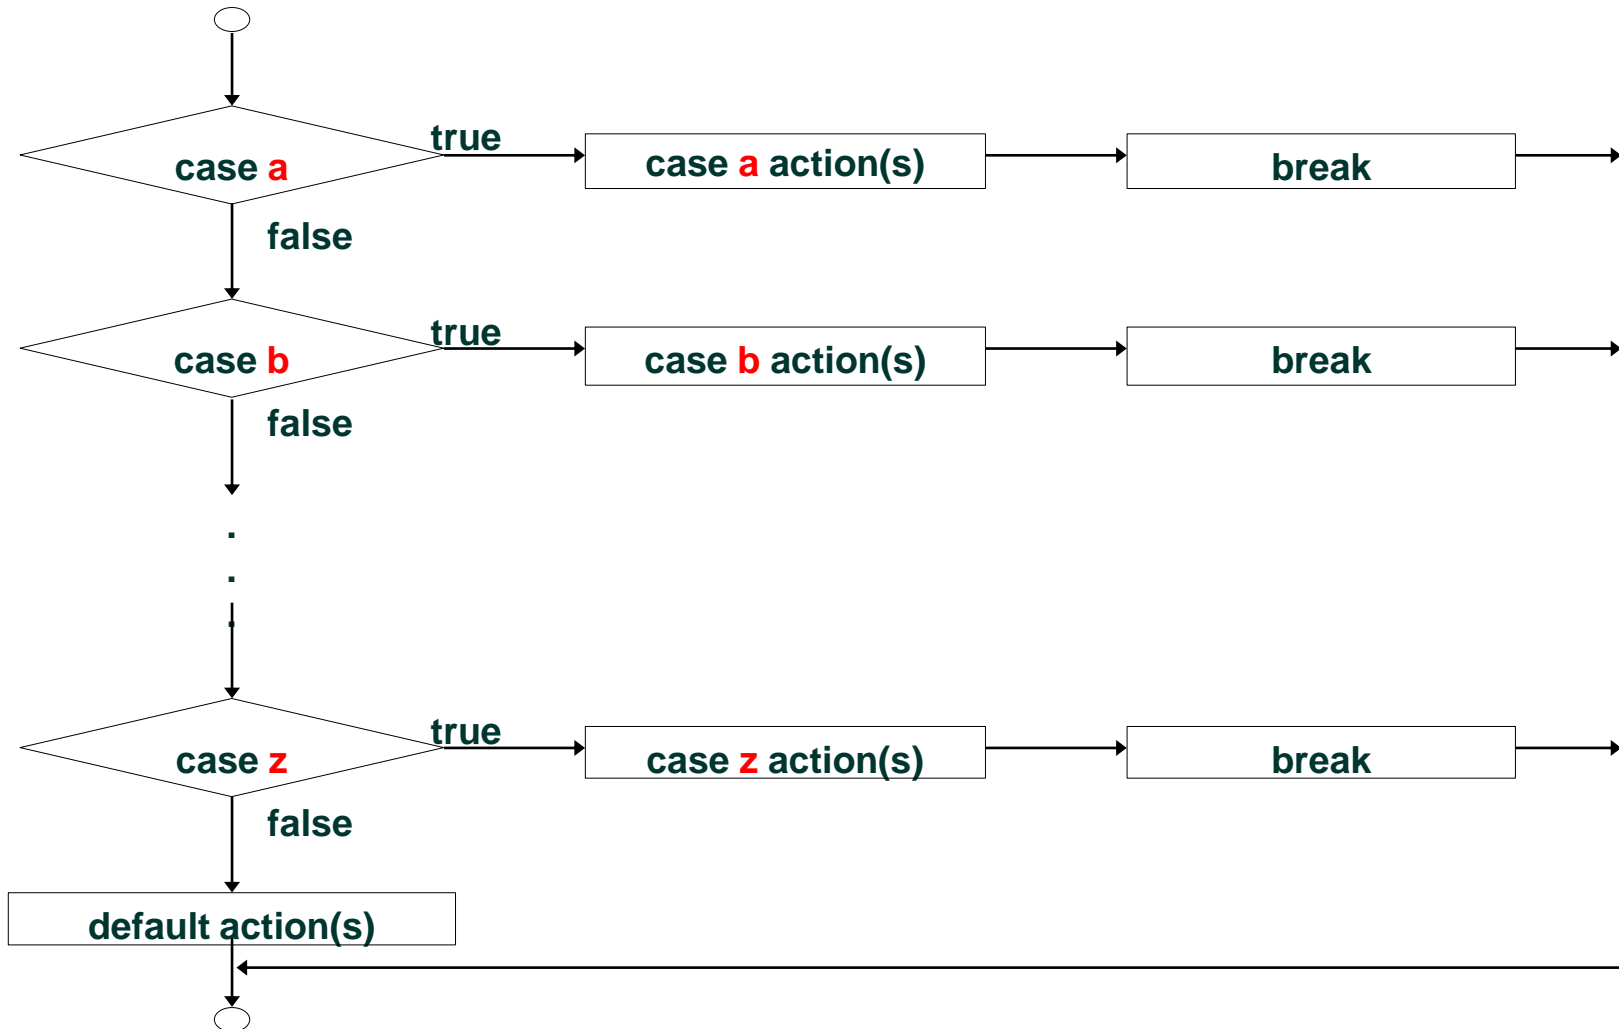 true
case a
case a action(s)
break
false
true
case b
case b action(s)
break
false
.
.
.
true
case z
case z action(s)
break
false
default action(s)